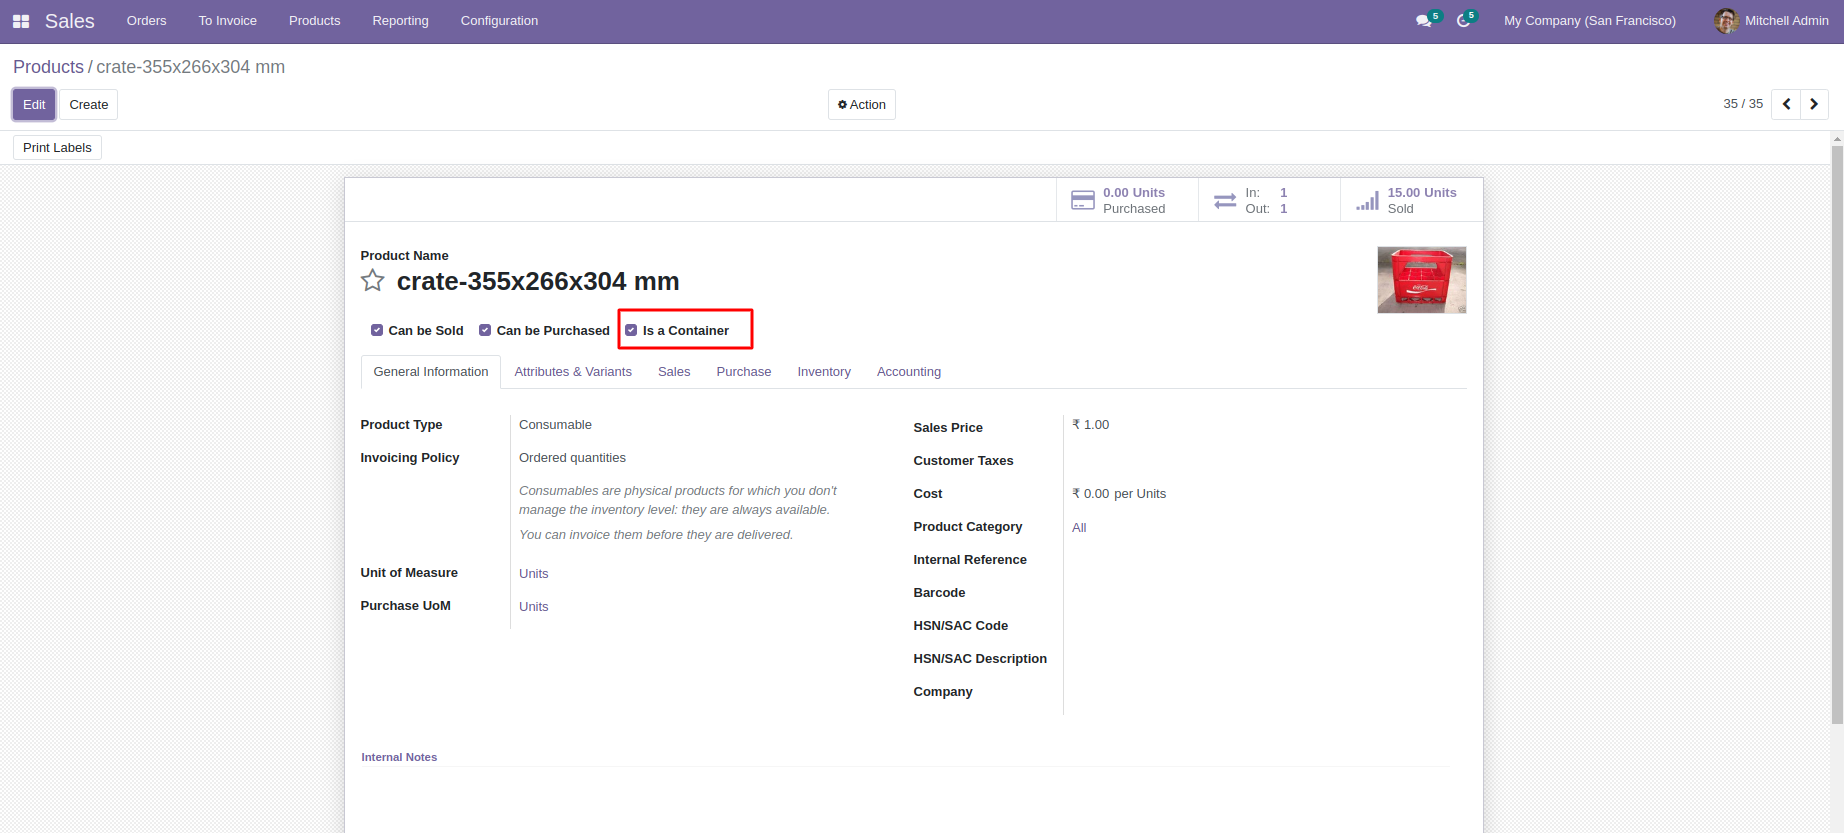 Sales Orders To Invoice Products Reporting Configuration 5 5 My Company (San Francisco) Mitchell Admin
Products / crate-355x266x304 mm
Edit Create Action 35 / 35
Print Labels
0.00 Units
Purchased
In: 1
Out: 1
15.00 Units
Sold
Product Name
crate-355x266x304 mm
Can be Sold Can be Purchased Is a Container
General Information Attributes & Variants Sales Purchase Inventory Accounting
Product Type Consumable
Invoicing Policy Ordered quantities
Consumables are physical products for which you don't
manage the inventory level: they are always available.
You can invoice them before they are delivered.
Unit of Measure Units
Purchase UoM Units
Sales Price ₹ 1.00
Customer Taxes
Cost ₹ 0.00 per Units
Product Category All
Internal Reference
Barcode
HSN/SAC Code
HSN/SAC Description
Company
Internal Notes